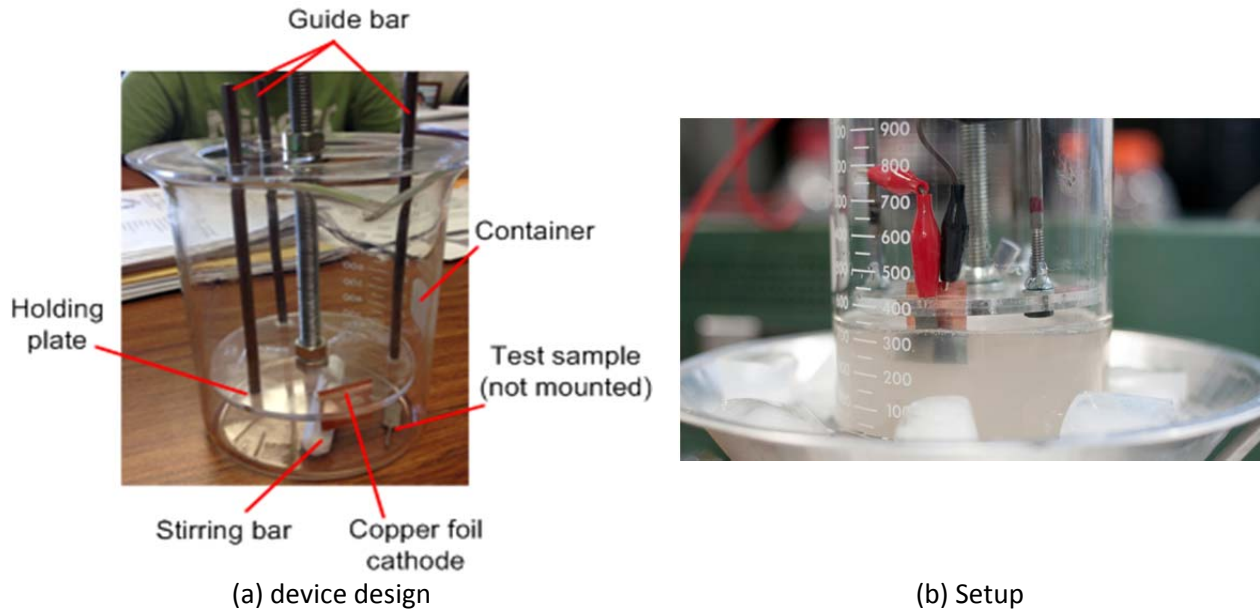 Guide bar
Container
Holding
plate
Test sample
(not mounted)
Stirring bar
Copper foil
cathode
(a) device design
900
800
700
600
500
400
300
200
100
(b) Setup